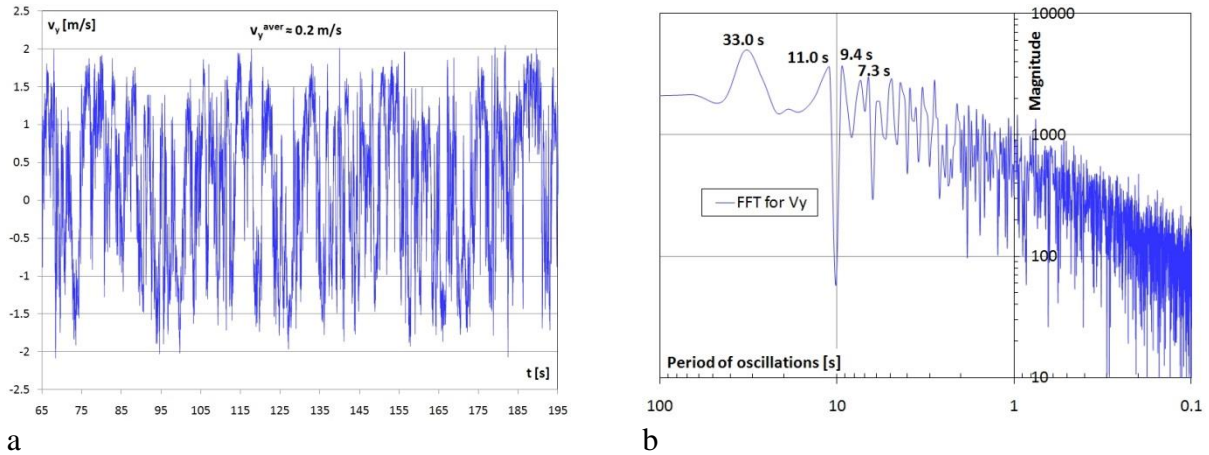 2.5
v_y [m/s]
v_y^aver ≈ 0.2 m/s
2
1.5
1
0.5
0
-0.5
-1
-1.5
-2
t [s]
-2.5
65 75 85 95 105 115 125 135 145 155 165 175 185 195
a
10000
33.0 s
11.0 s
9.4 s
7.3 s
Magnitude
1000
FFT for Vy
100
Period of oscillations [s]
10
100 10 1 0.1
b